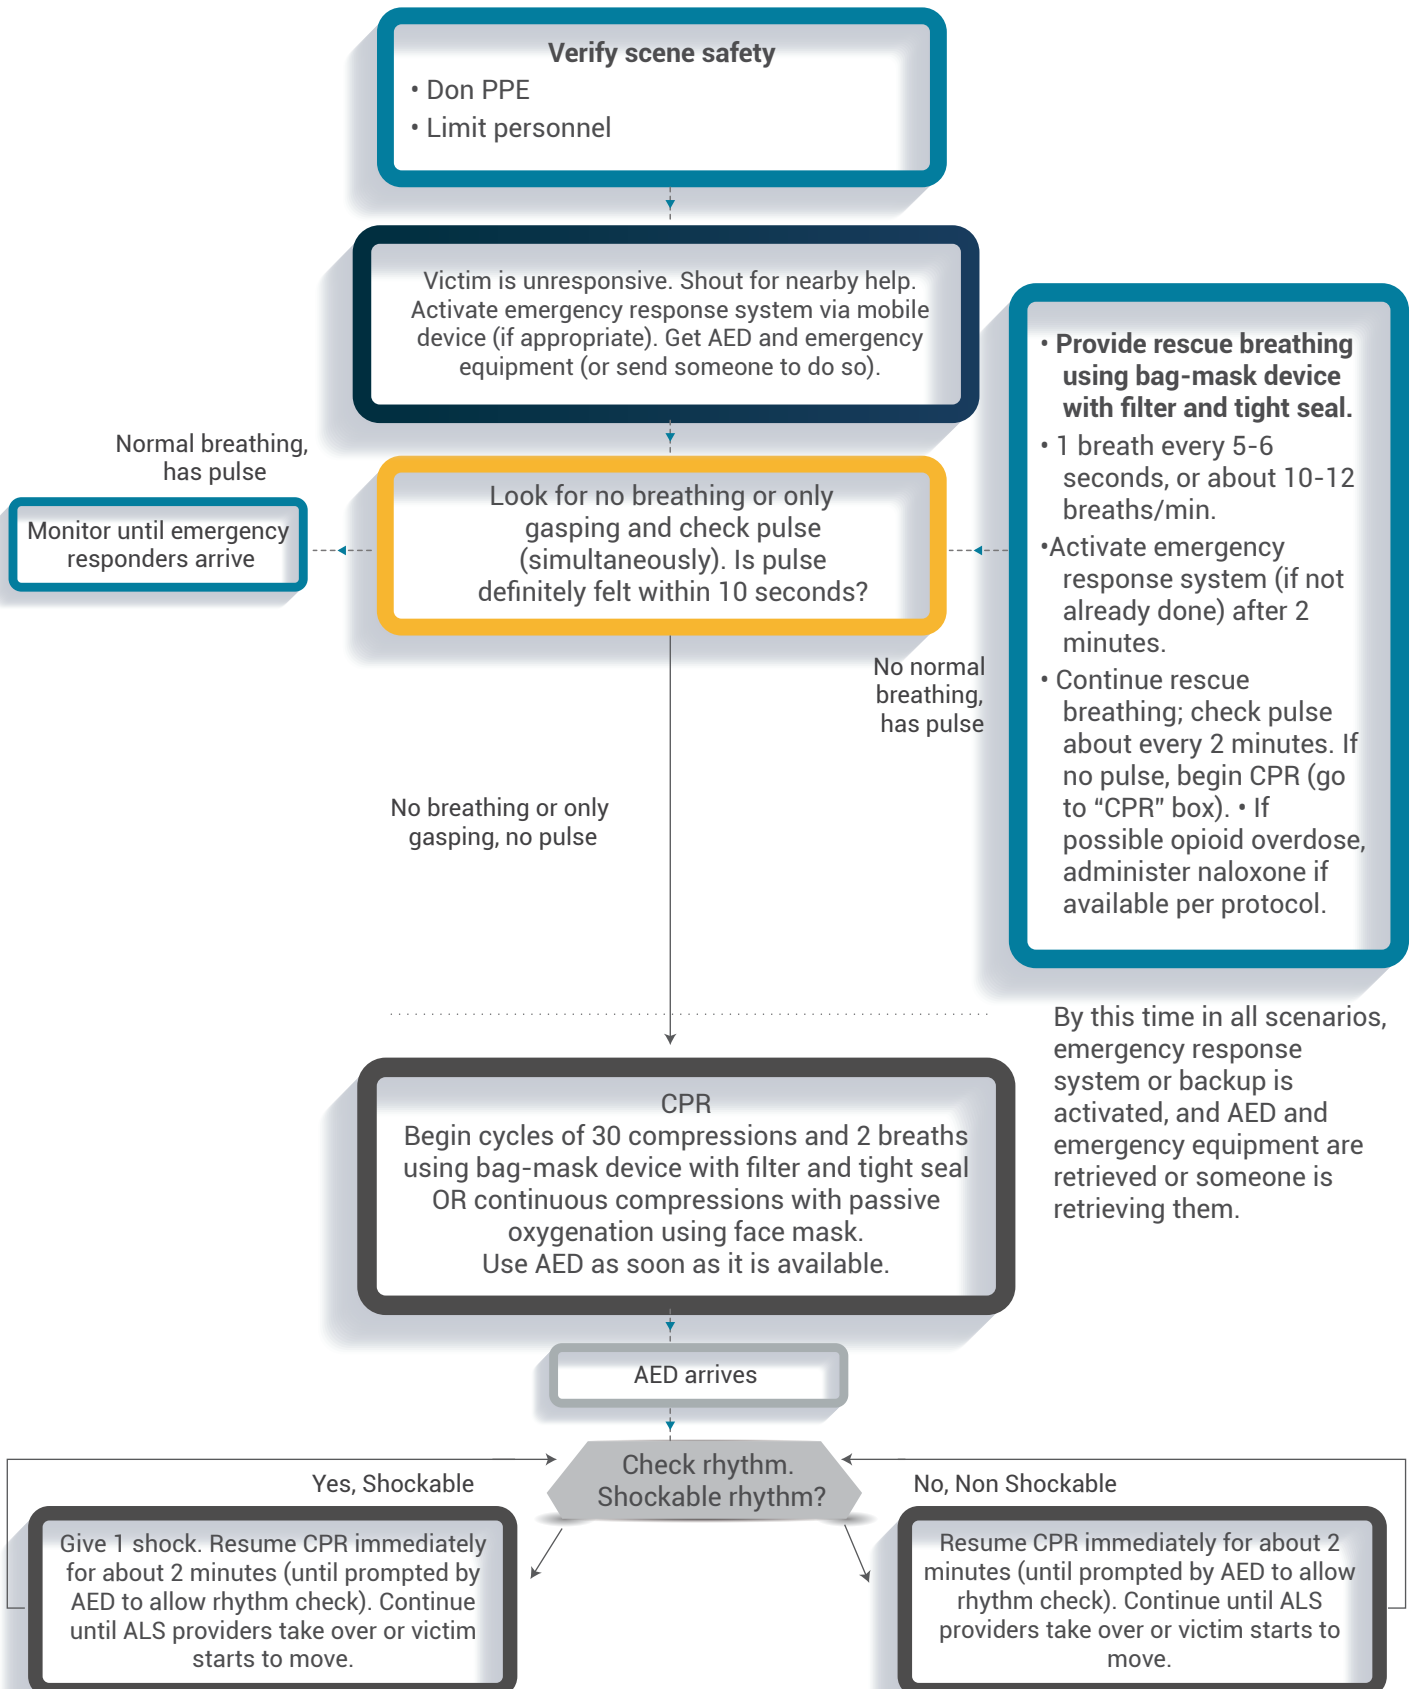 Verify scene safety
• Don PPE
• Limit personnel
Victim is unresponsive. Shout for nearby help.
Activate emergency response system via mobile
device (if appropriate). Get AED and emergency
equipment (or send someone to do so).
Normal breathing,
has pulse
Monitor until emergency
responders arrive
Look for no breathing or only
gasping and check pulse
(simultaneously). Is pulse
definitely felt within 10 seconds?
No normal
breathing,
has pulse
• Provide rescue breathing
using bag-mask device
with filter and tight seal.
• 1 breath every 5-6
seconds, or about 10-12
breaths/min.
•Activate emergency
response system (if not
already done) after 2
minutes.
• Continue rescue
breathing; check pulse
about every 2 minutes. If
no pulse, begin CPR (go
to “CPR” box). • If
possible opioid overdose,
administer naloxone if
available per protocol.
No breathing or only
gasping, no pulse
By this time in all scenarios,
emergency response
system or backup is
activated, and AED and
emergency equipment are
retrieved or someone is
retrieving them.
CPR
Begin cycles of 30 compressions and 2 breaths
using bag-mask device with filter and tight seal
OR continuous compressions with passive
oxygenation using face mask.
Use AED as soon as it is available.
AED arrives
Check rhythm.
Shockable rhythm?
Yes, Shockable
No, Non Shockable
Give 1 shock. Resume CPR immediately
for about 2 minutes (until prompted by
AED to allow rhythm check). Continue
until ALS providers take over or victim
starts to move.
Resume CPR immediately for about 2
minutes (until prompted by AED to allow
rhythm check). Continue until ALS
providers take over or victim starts to
move.